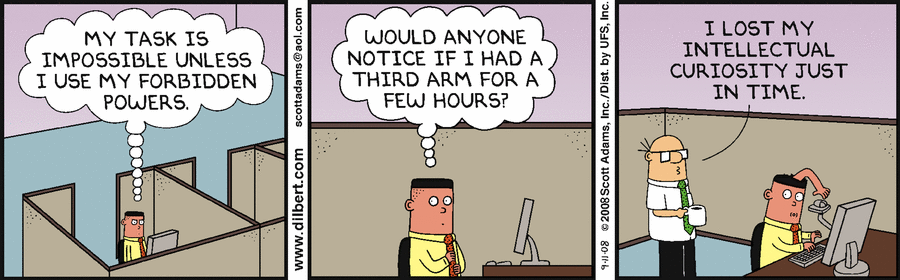 MY TASK IS
IMPOSSIBLE UNLESS
I USE MY FORBIDDEN
POWERS.
www.dilbert.com
scottadams@aol.com
WOULD ANYONE
NOTICE IF I HAD A
THIRD ARM FOR A
FEW HOURS?
9-11-08 © 2008 Scott Adams, Inc./Dist. by UFS, Inc.
I LOST MY
INTELLECTUAL
CURIOSITY JUST
IN TIME.